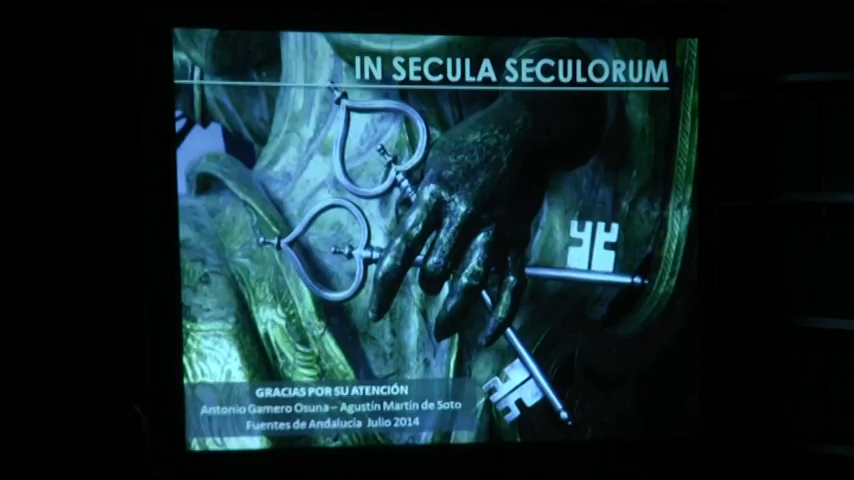 IN SECULA SECULORUM
GRACIAS POR SU ATENCIÓN
Antonio Gamero Osuna – Agustín Martín de Soto
Fuentes de Andalucía Julio 2014